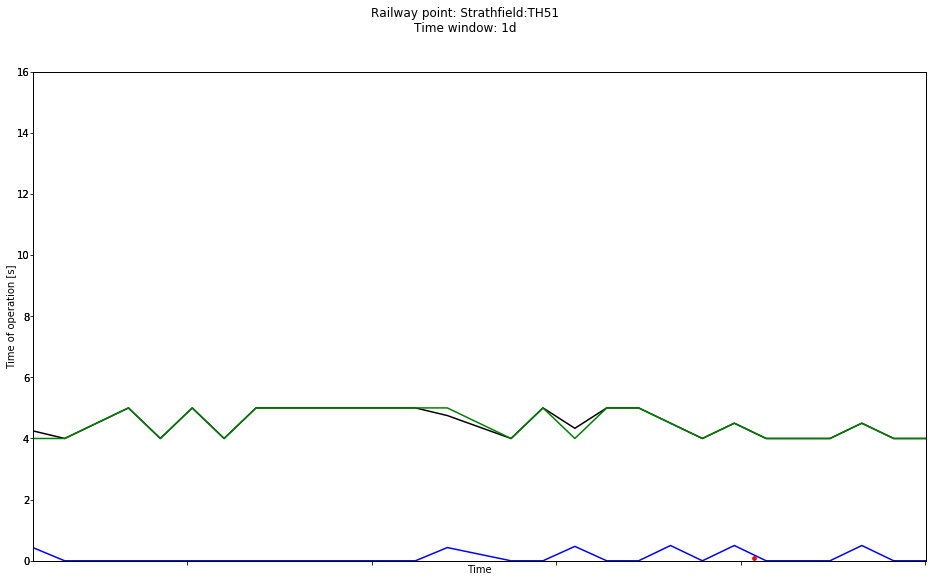 Railway point: Strathfield:TH51
Time window: 1d
16
14
12
10
8
6
4
2
0
Time of operation [s]
Time